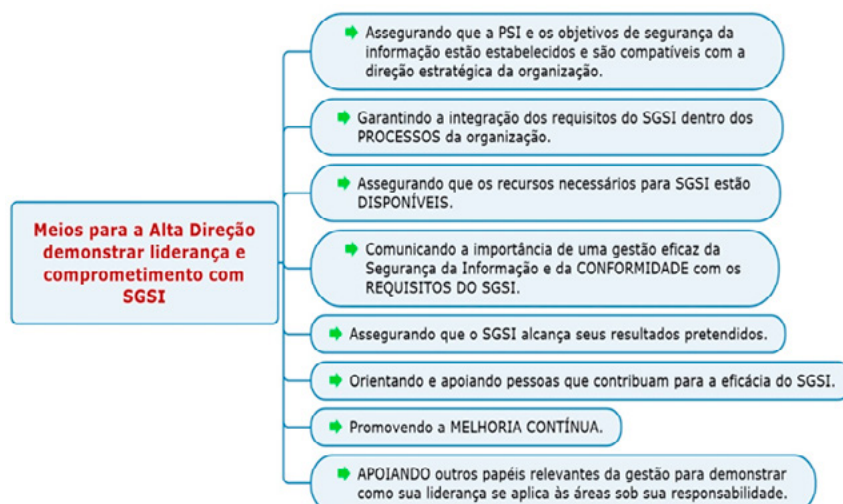 Meios para a Alta Direção
demonstrar liderança e
comprometimento com
SGSI
Assegurando que a PSI e os objetivos de segurança da
informação estão estabelecidos e são compatíveis com a
direção estratégica da organização.
Garantindo a integração dos requisitos do SGSI dentro dos
PROCESSOS da organização.
Assegurando que os recursos necessários para SGSI estão
DISPONÍVEIS.
Comunicando a importância de uma gestão eficaz da
Segurança da Informação e da CONFORMIDADE com os
REQUISITOS DO SGSI.
Assegurando que o SGSI alcança seus resultados pretendidos.
Orientando e apoiando pessoas que contribuam para a eficácia do SGSI.
Promovendo a MELHORIA CONTÍNUA.
APOIANDO outros papéis relevantes da gestão para demonstrar
como sua liderança se aplica às áreas sob sua responsabilidade.